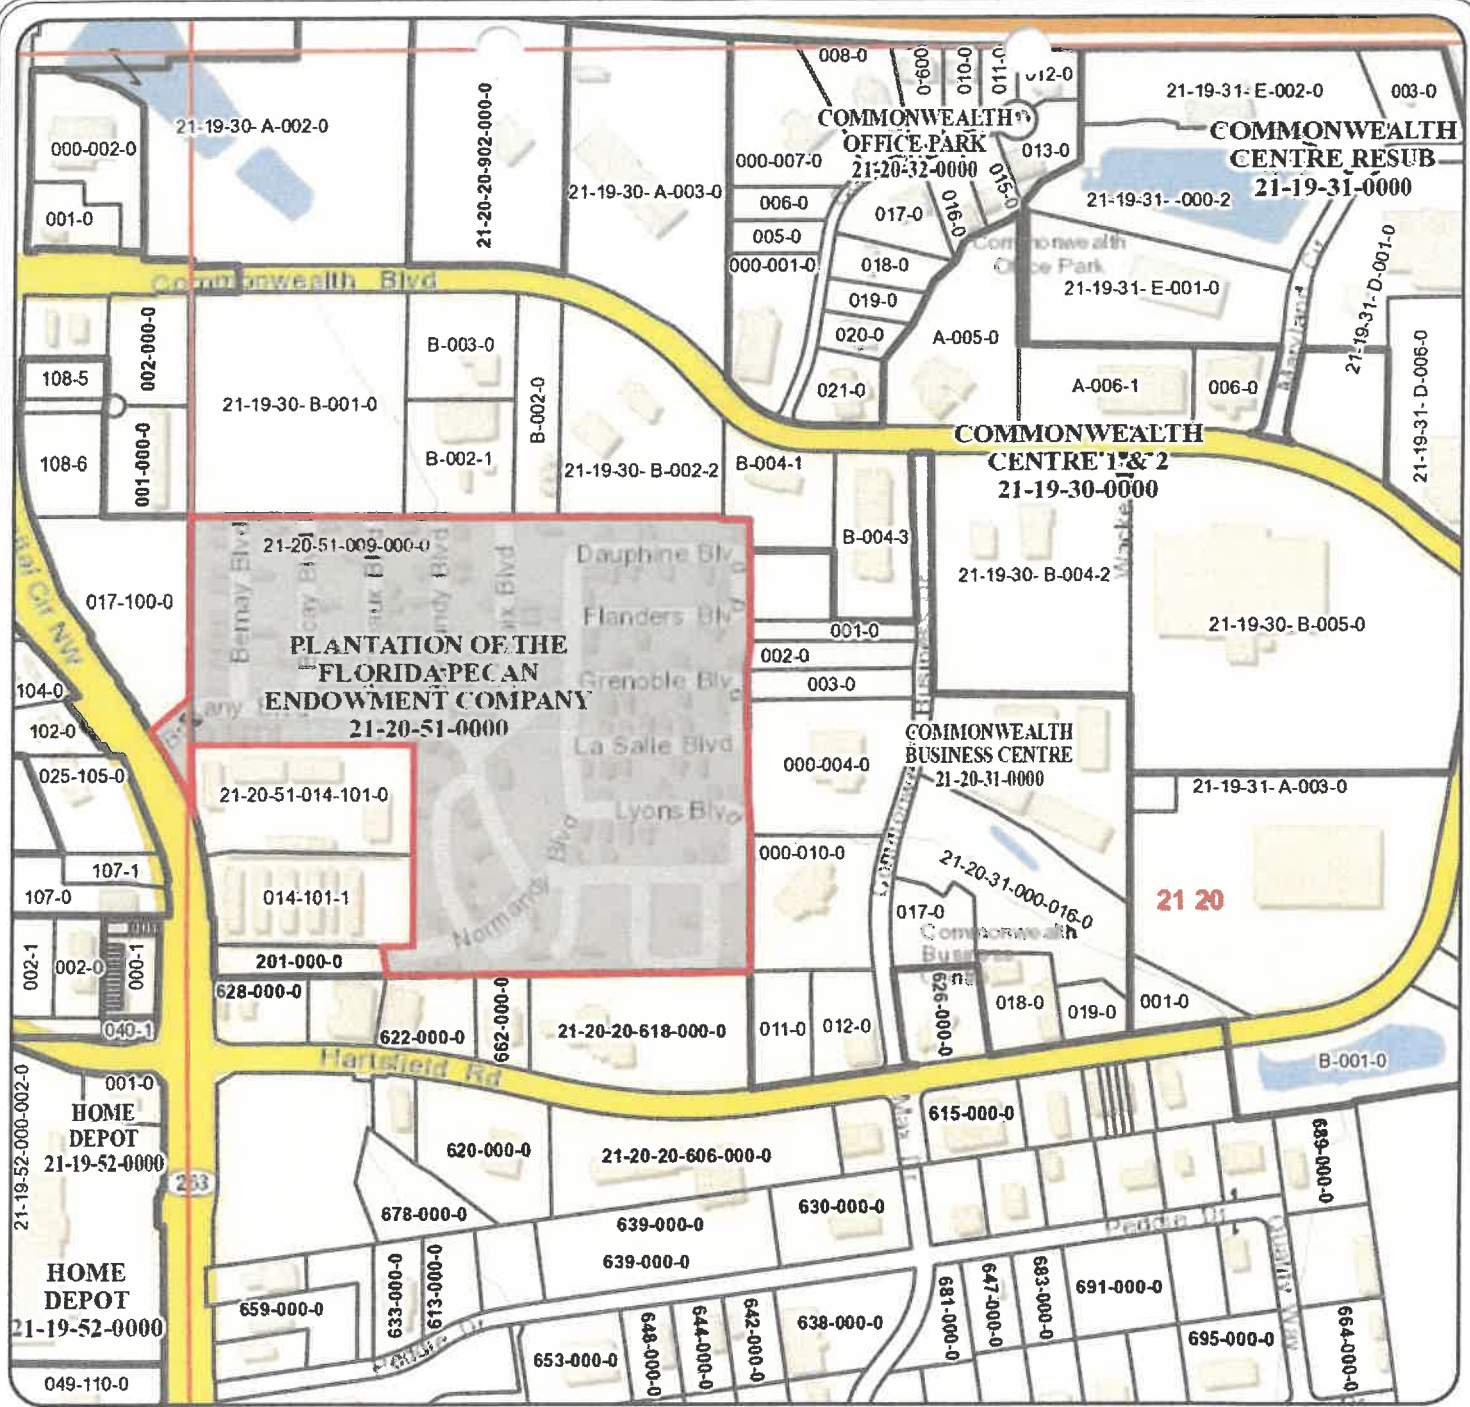 008-0
009-0
010-0
011-0
012-0
21-19-31- E-002-0
003-0
21-19-30- A-002-0
000-002-0
001-0
21-20-20-902-000-0
21-19-30- A-003-0
COMMONWEALTH
OFFICE PARK
21-20-32-0000
013-0
COMMONWEALTH
CENTRE RESUB
21-19-31-0000
000-007-0
006-0
005-0
000-001-0
015-0
016-0
017-0
018-0
019-0
020-0
021-0
21-19-31- -000-2
Commonwealth
Office Park
21-19-31- E-001-0
Maryland Cir
21-19-31- D-001-0
21-19-31- D-006-0
Commonwealth Blvd
002-000-0
B-003-0
A-005-0
108-5
A-006-1
006-0
21-19-30- B-001-0
B-002-0
001-000-0
108-6
B-002-1
21-19-30- B-002-2
B-004-1
COMMONWEALTH
CENTRE 1 & 2
21-19-30-0000
B-004-3
21-19-30- B-004-2
21-19-30- B-005-0
21-20-51-009-000-0
Bernay Blvd
Dauphine Blv
Flanders Blv
Grenoble Blv
La Salle Blvd
Lyons Blv
Normandi Blvd
PLANTATION OF THE
FLORIDA PECAN
ENDOWMENT COMPANY
21-20-51-0000
017-100-0
Cir NW
001-0
002-0
003-0
104-0
102-0
025-105-0
COMMONWEALTH
BUSINESS CENTRE
21-20-31-0000
000-004-0
21-20-51-014-101-0
21-19-31- A-003-0
000-010-0
21-20-31-000-016-0
107-1
107-0
014-101-1
21 20
017-0
Commonwealth
Business
201-000-0
002-1
002-0
000-1
040-1
628-000-0
622-000-0
662-000-0
21-20-20-618-000-0
011-0
012-0
626-000-0
018-0
019-0
001-0
Hartsfield Rd
B-001-0
21-19-52-000-002-0
001-0
HOME
DEPOT
21-19-52-0000
263
615-000-0
620-000-0
21-20-20-606-000-0
689-000-0
678-000-0
639-000-0
630-000-0
Peddie Dr
Quality Way
639-000-0
HOME
DEPOT
21-19-52-0000
659-000-0
633-000-0
613-000-0
681-000-0
647-000-0
683-000-0
691-000-0
638-000-0
642-000-0
644-000-0
648-000-0
653-000-0
695-000-0
664-000-0
049-110-0